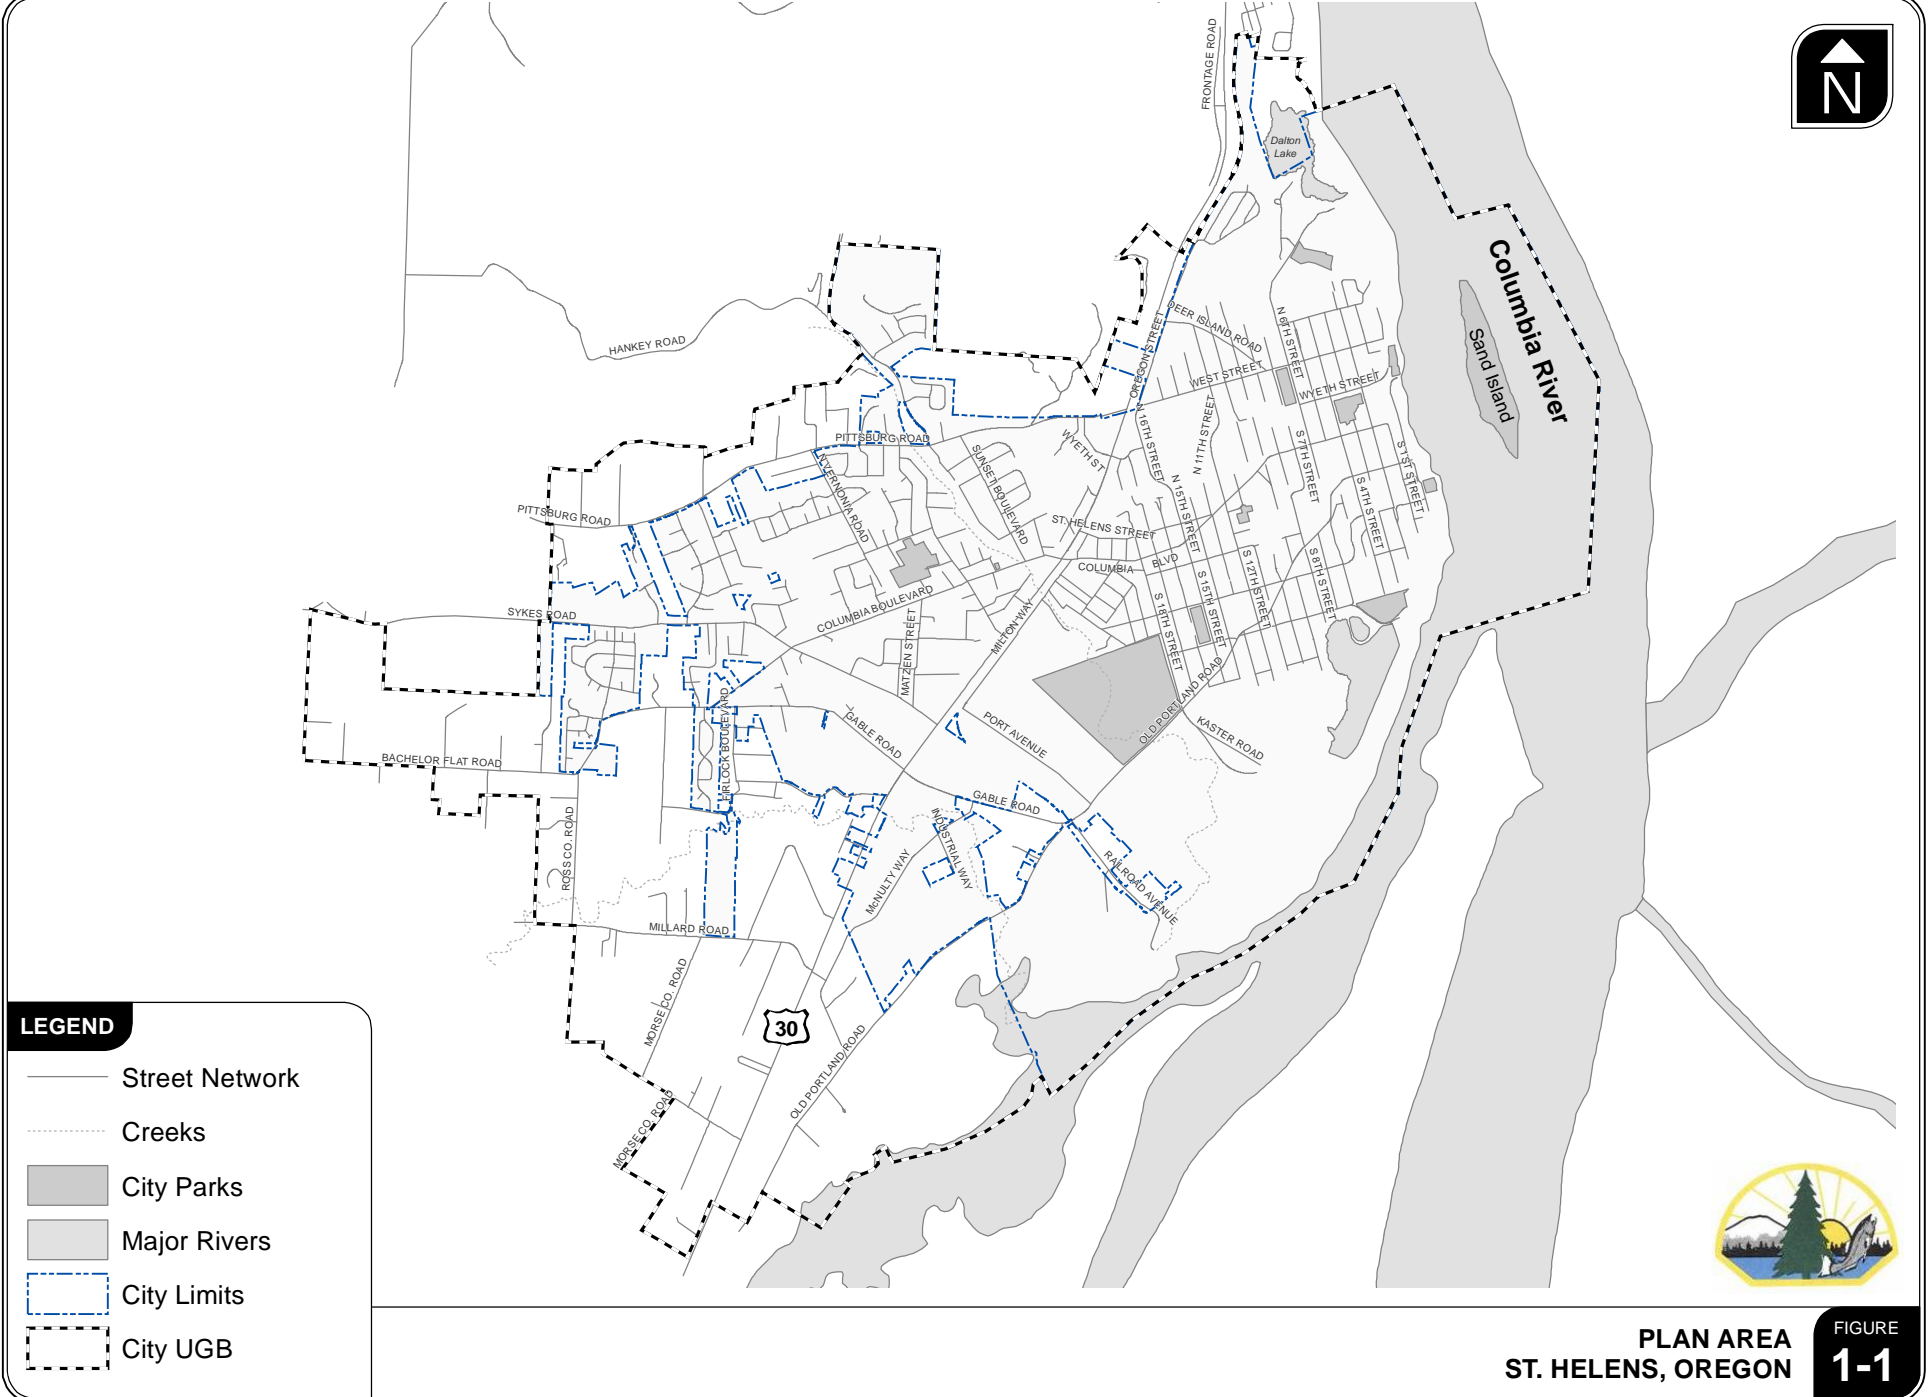 FRONTAGE ROAD
N
Dalton
Lake
Columbia River
Sand Island
HANKEY ROAD
OREGON STREET
DEER ISLAND ROAD
N 6TH STREET
WEST STREET
WYETH STREET
PITTSBURG ROAD
N VERNONIA ROAD
SUNSET BOULEVARD
WYETH ST
N 16TH STREET
N 11TH STREET
N 15TH STREET
S 7TH STREET
S 1ST STREET
S 4TH STREET
PITTSBURG ROAD
ST. HELENS STREET
COLUMBIA
BLVD
S 12TH STREET
S 8TH STREET
S 15TH STREET
S 18TH STREET
SYKES ROAD
COLUMBIA BOULEVARD
MATZEN STREET
MILTON WAY
OLD PORTLAND ROAD
KASTER ROAD
PORT AVENUE
GABLE ROAD
FIRLOCK BOULEVARD
BACHELOR FLAT ROAD
GABLE ROAD
INDUSTRIAL WAY
RAILROAD AVENUE
McNULTY WAY
ROSS CO. ROAD
MILLARD ROAD
MORSE CO. ROAD
30
OLD PORTLAND ROAD
MORSE CO. ROAD
LEGEND
Street Network
Creeks
City Parks
Major Rivers
City Limits
City UGB
PLAN AREA
ST. HELENS, OREGON
FIGURE
1-1